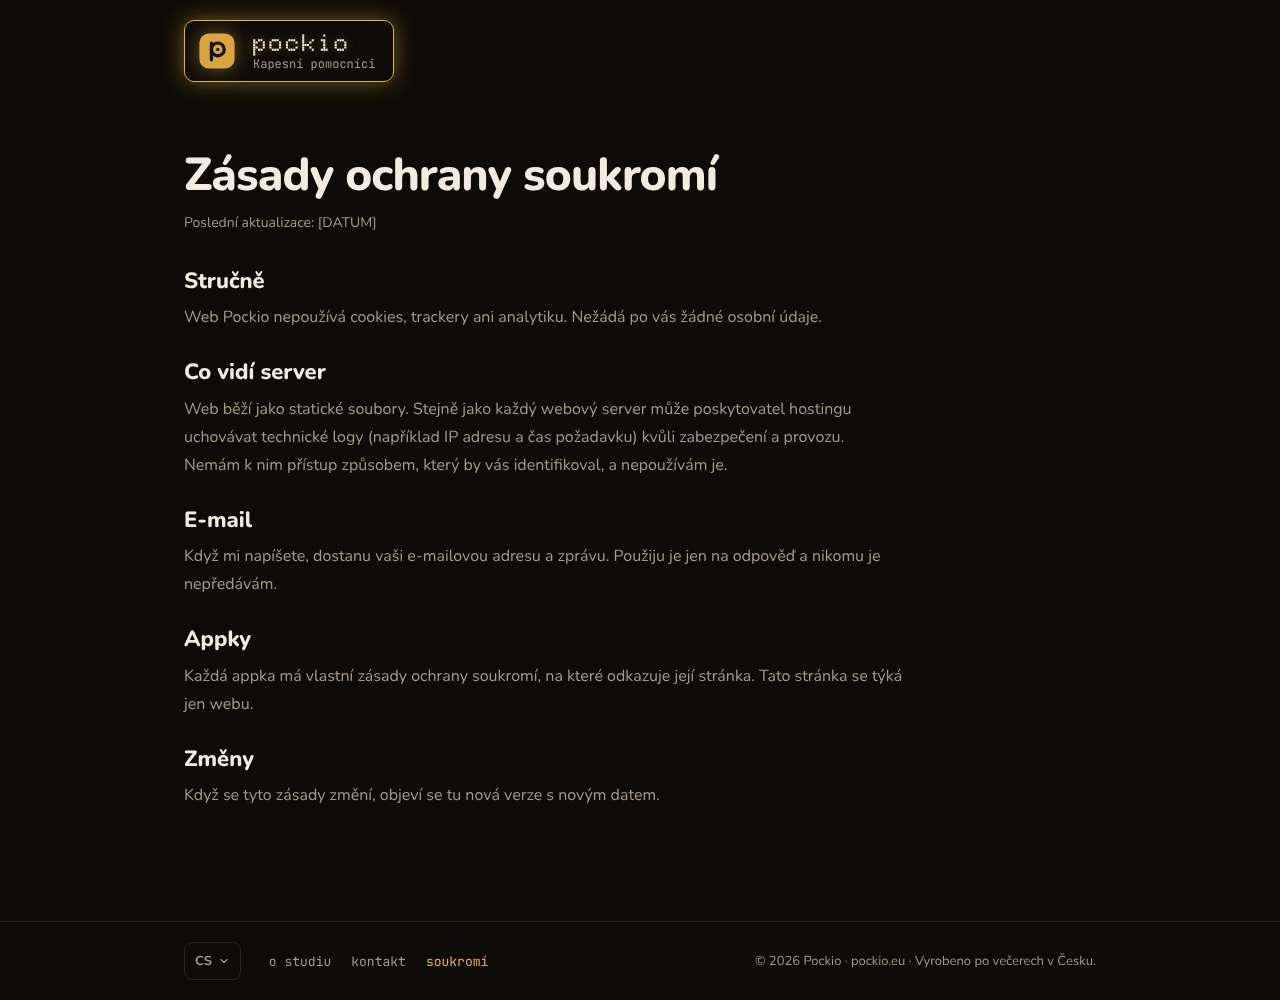 pockio
Kapesní pomocníci
Zásady ochrany soukromí
Poslední aktualizace: [DATUM]
Stručně
Web Pockio nepoužívá cookies, trackery ani analytiku. Nežádá po vás žádné osobní údaje.
Co vidí server
Web běží jako statické soubory. Stejně jako každý webový server může poskytovatel hostingu
uchovávat technické logy (například IP adresu a čas požadavku) kvůli zabezpečení a provozu.
Nemám k nim přístup způsobem, který by vás identifikoval, a nepoužívám je.
E-mail
Když mi napíšete, dostanu vaši e-mailovou adresu a zprávu. Použiju je jen na odpověď a nikomu je
nepředávám.
Appky
Každá appka má vlastní zásady ochrany soukromí, na které odkazuje její stránka. Tato stránka se týká
jen webu.
Změny
Když se tyto zásady změní, objeví se tu nová verze s novým datem.
CS o studiu kontakt soukromí © 2026 Pockio · pockio.eu · Vyrobeno po večerech v Česku.